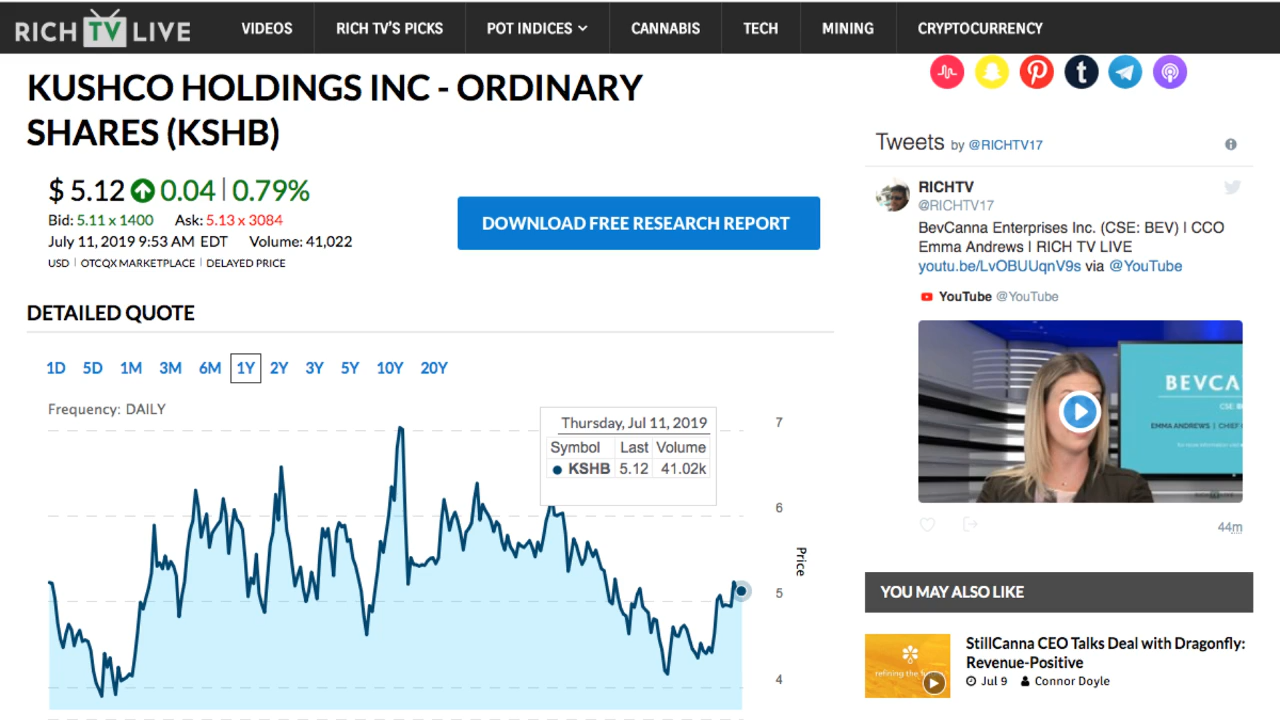 RICH TV LIVE
VIDEOS
RICH TV'S PICKS
POT INDICES
CANNABIS
TECH
MINING
CRYPTOCURRENCY
KUSHCO HOLDINGS INC - ORDINARY
SHARES (KSHB)
$ 5.12 0.04 | 0.79%
Bid: 5.11 x 1400 Ask: 5.13 x 3084
July 11, 2019 9:53 AM EDT Volume: 41,022
USD | OTCQX MARKETPLACE | DELAYED PRICE
DOWNLOAD FREE RESEARCH REPORT
DETAILED QUOTE
1D 5D 1M 3M 6M 1Y 2Y 3Y 5Y 10Y 20Y
Frequency: DAILY
Thursday, Jul 11, 2019
Symbol Last Volume
KSHB 5.12 41.02k
7
6
5
4
Price
Tweets by @RICHTV17
RICHTV
@RICHTV17
BevCanna Enterprises Inc. (CSE: BEV) | CCO
Emma Andrews | RICH TV LIVE
youtu.be/LvOBUUqnV9s via @YouTube
YouTube @YouTube
BEVCA
EMMA ANDREWS | CHIEF
44m
YOU MAY ALSO LIKE
refining the
StillCanna CEO Talks Deal with Dragonfly:
Revenue-Positive
Jul 9 Connor Doyle